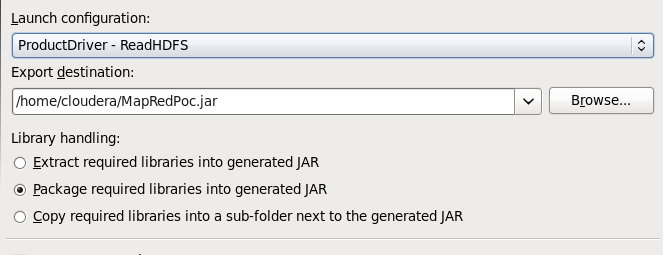 Launch configuration:
ProductDriver - ReadHDFS
Export destination:
/home/cloudera/MapRedPoc.jar
Browse...
Library handling:
Extract required libraries into generated JAR
Package required libraries into generated JAR
Copy required libraries into a sub-folder next to the generated JAR